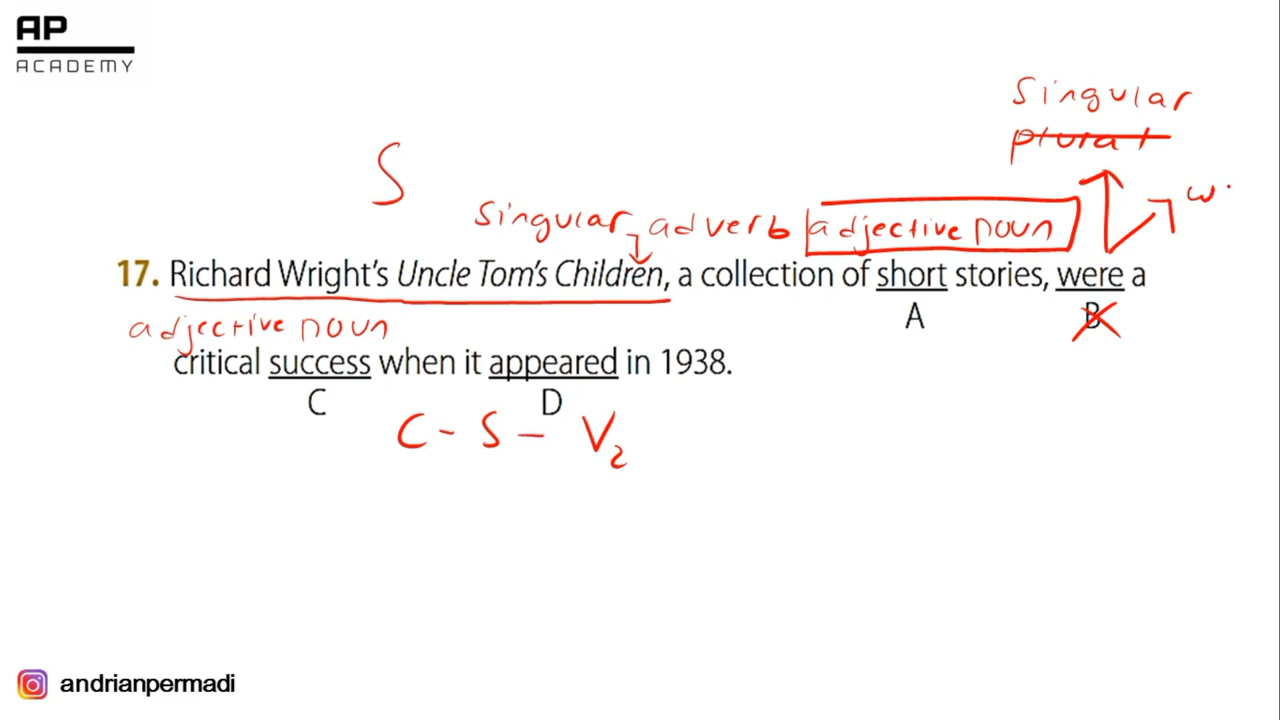 AP
ACADEMY
Singular
plural
S
w.
Singular adverb adjective noun
17. Richard Wright's Uncle Tom's Children, a collection of short stories, were a
A B
adjective noun
critical success when it appeared in 1938.
C D
C - S - V2
andrianpermadi